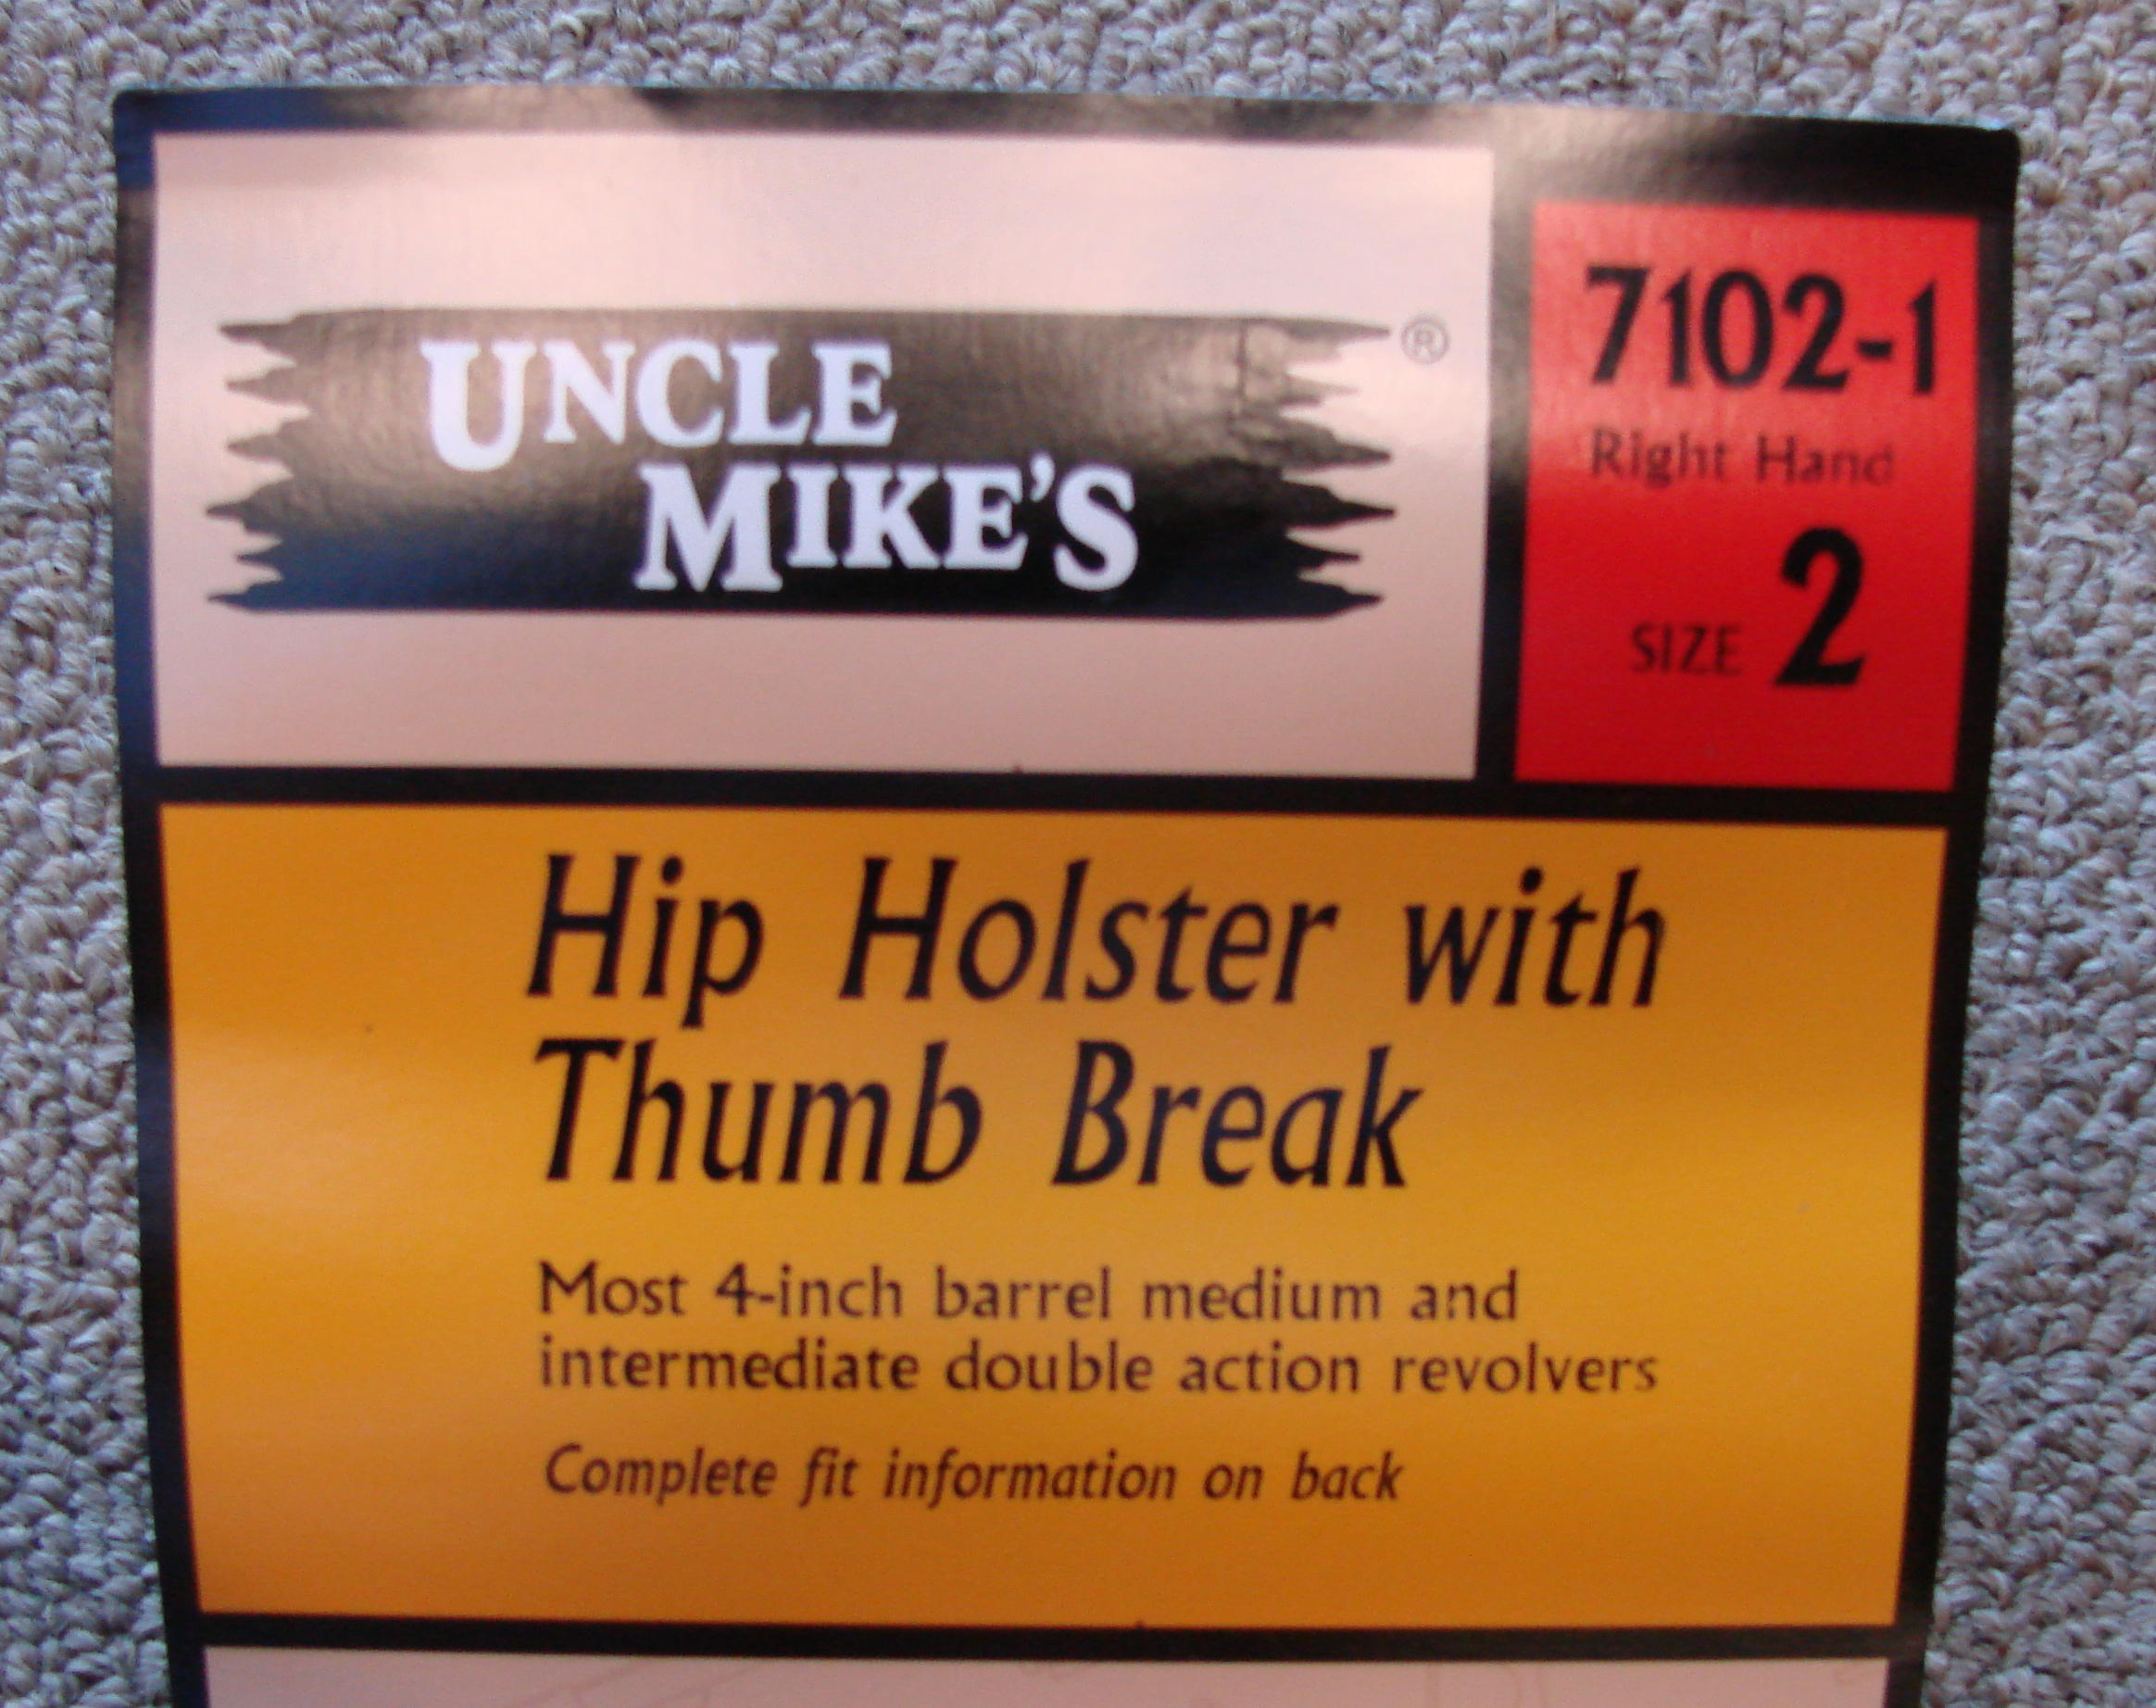 UNCLE
MIKE'S
®
7102-1
Right Hand
SIZE 2
Hip Holster with
Thumb Break
Most 4-inch barrel medium and
intermediate double action revolvers
Complete fit information on back